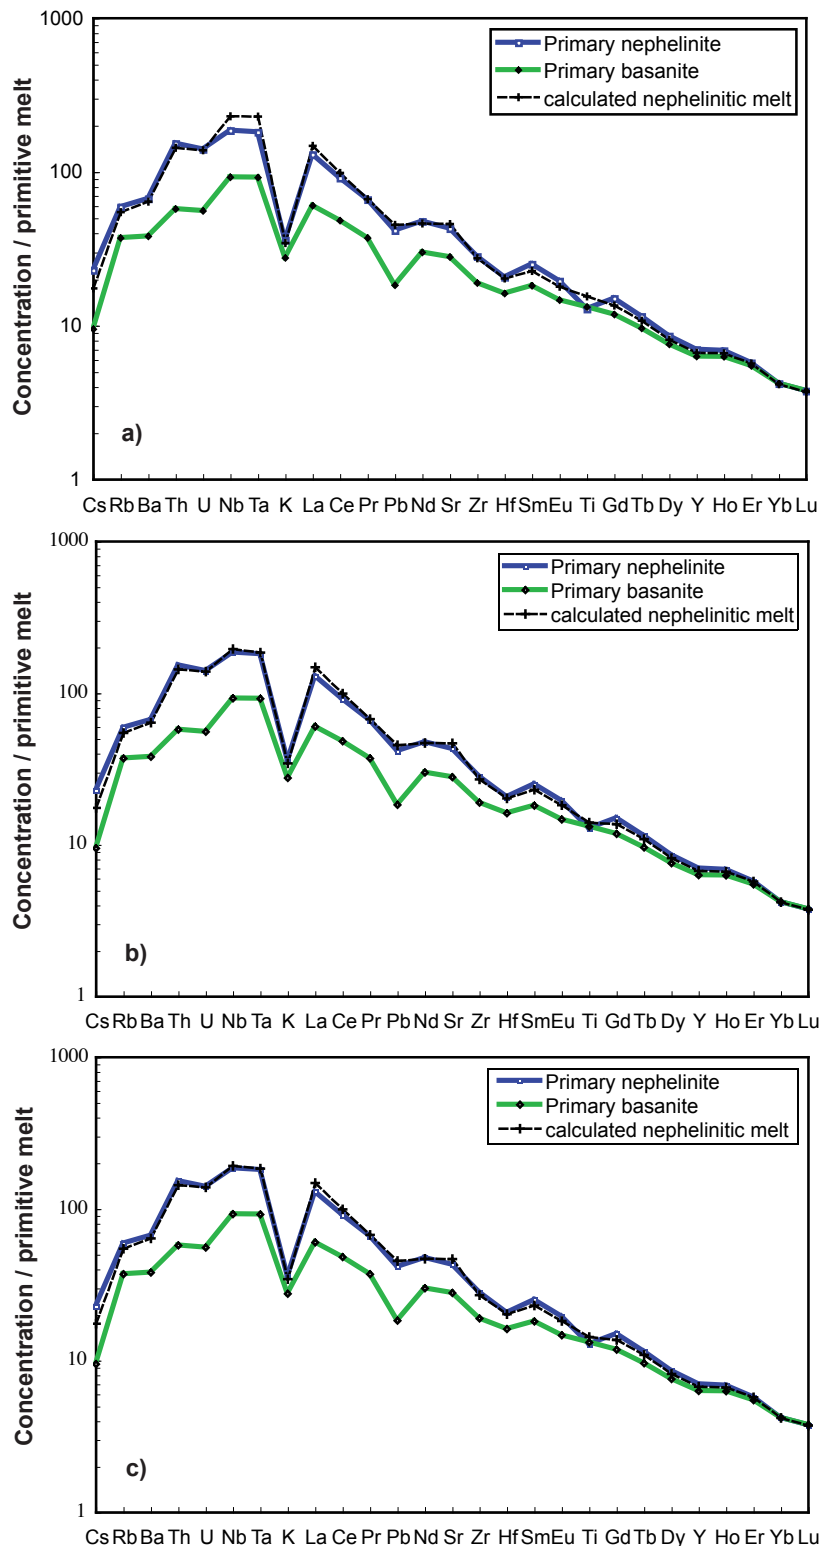 1000
Primary nephelinite
Primary basanite
calculated nephelinitic melt
100
Concentration / primitive melt
10
a)
1
Cs Rb Ba Th U Nb Ta K La Ce Pr Pb Nd Sr Zr Hf Sm Eu Ti Gd Tb Dy Y Ho Er Yb Lu
1000
Primary nephelinite
Primary basanite
calculated nephelinitic melt
100
Concentration / primitive melt
10
b)
1
Cs Rb Ba Th U Nb Ta K La Ce Pr Pb Nd Sr Zr Hf Sm Eu Ti Gd Tb Dy Y Ho Er Yb Lu
1000
Primary nephelinite
Primary basanite
calculated nephelinitic melt
100
Concentration / primitive melt
10
c)
1
Cs Rb Ba Th U Nb Ta K La Ce Pr Pb Nd Sr Zr Hf Sm Eu Ti Gd Tb Dy Y Ho Er Yb Lu